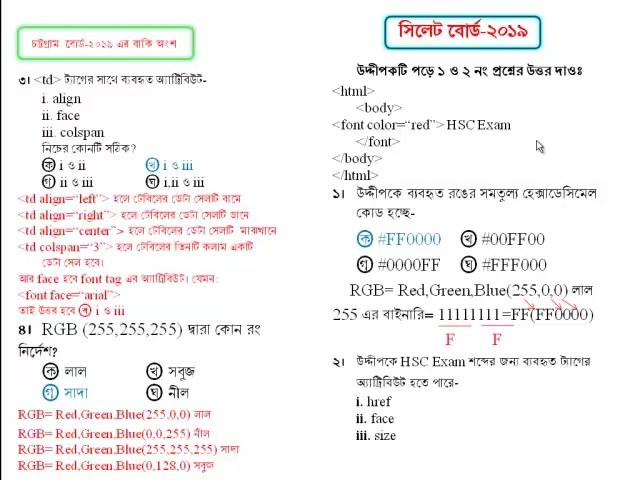 চট্টগ্রাম বোর্ড-২০১৯ এর বাকি অংশ
৩। <td> ট্যাগের সাথে ব্যবহৃত অ্যাট্রিবিউট-
i. align
ii. face
iii. colspan
নিচের কোনটি সঠিক?
ক i ও ii খ i ও iii
গ ii ও iii ঘ i,ii ও iii
<td align="left"> হলে টেবিলের ডেটা সেলটি বামে
<td align="right"> হলে টেবিলের ডেটা সেলটি ডানে
<td align="center"> হলে টেবিলের ডেটা সেলটি মাঝখানে
<td colspan="3"> হলে টেবিলের তিনটি কলাম একটি
ডেটা সেল হবে।
আর face হবে font tag এর অ্যাট্রিবিউট। যেমন:
<font face="arial">
তাই উত্তর হবে খ i ও iii
৪। RGB (255,255,255) দ্বারা কোন রং
নির্দেশ?
ক লাল খ সবুজ
গ সাদা ঘ নীল
RGB= Red,Green,Blue(255,0,0) লাল
RGB= Red,Green,Blue(0,0,255) নীল
RGB= Red,Green,Blue(255,255,255) সাদা
RGB= Red,Green,Blue(0,128,0) সবুজ
সিলেট বোর্ড-২০১৯
উদ্দীপকটি পড়ে ১ ও ২ নং প্রশ্নের উত্তর দাওঃ
<html>
<body>
<font color="red"> HSC Exam
</font>
</body>
</html>
১। উদ্দীপকে ব্যবহৃত রঙের সমতুল্য হেক্সাডেসিমেল
কোড হচ্ছে-
ক #FF0000 খ #00FF00
গ #0000FF ঘ #FFF000
RGB= Red,Green,Blue(255,0,0) লাল
255 এর বাইনারি= 11111111=FF(FF0000)
F F
২। উদ্দীপকে HSC Exam শব্দের জন্য ব্যবহৃত ট্যাগের
অ্যাট্রিবিউট হতে পারে-
i. href
ii. face
iii. size